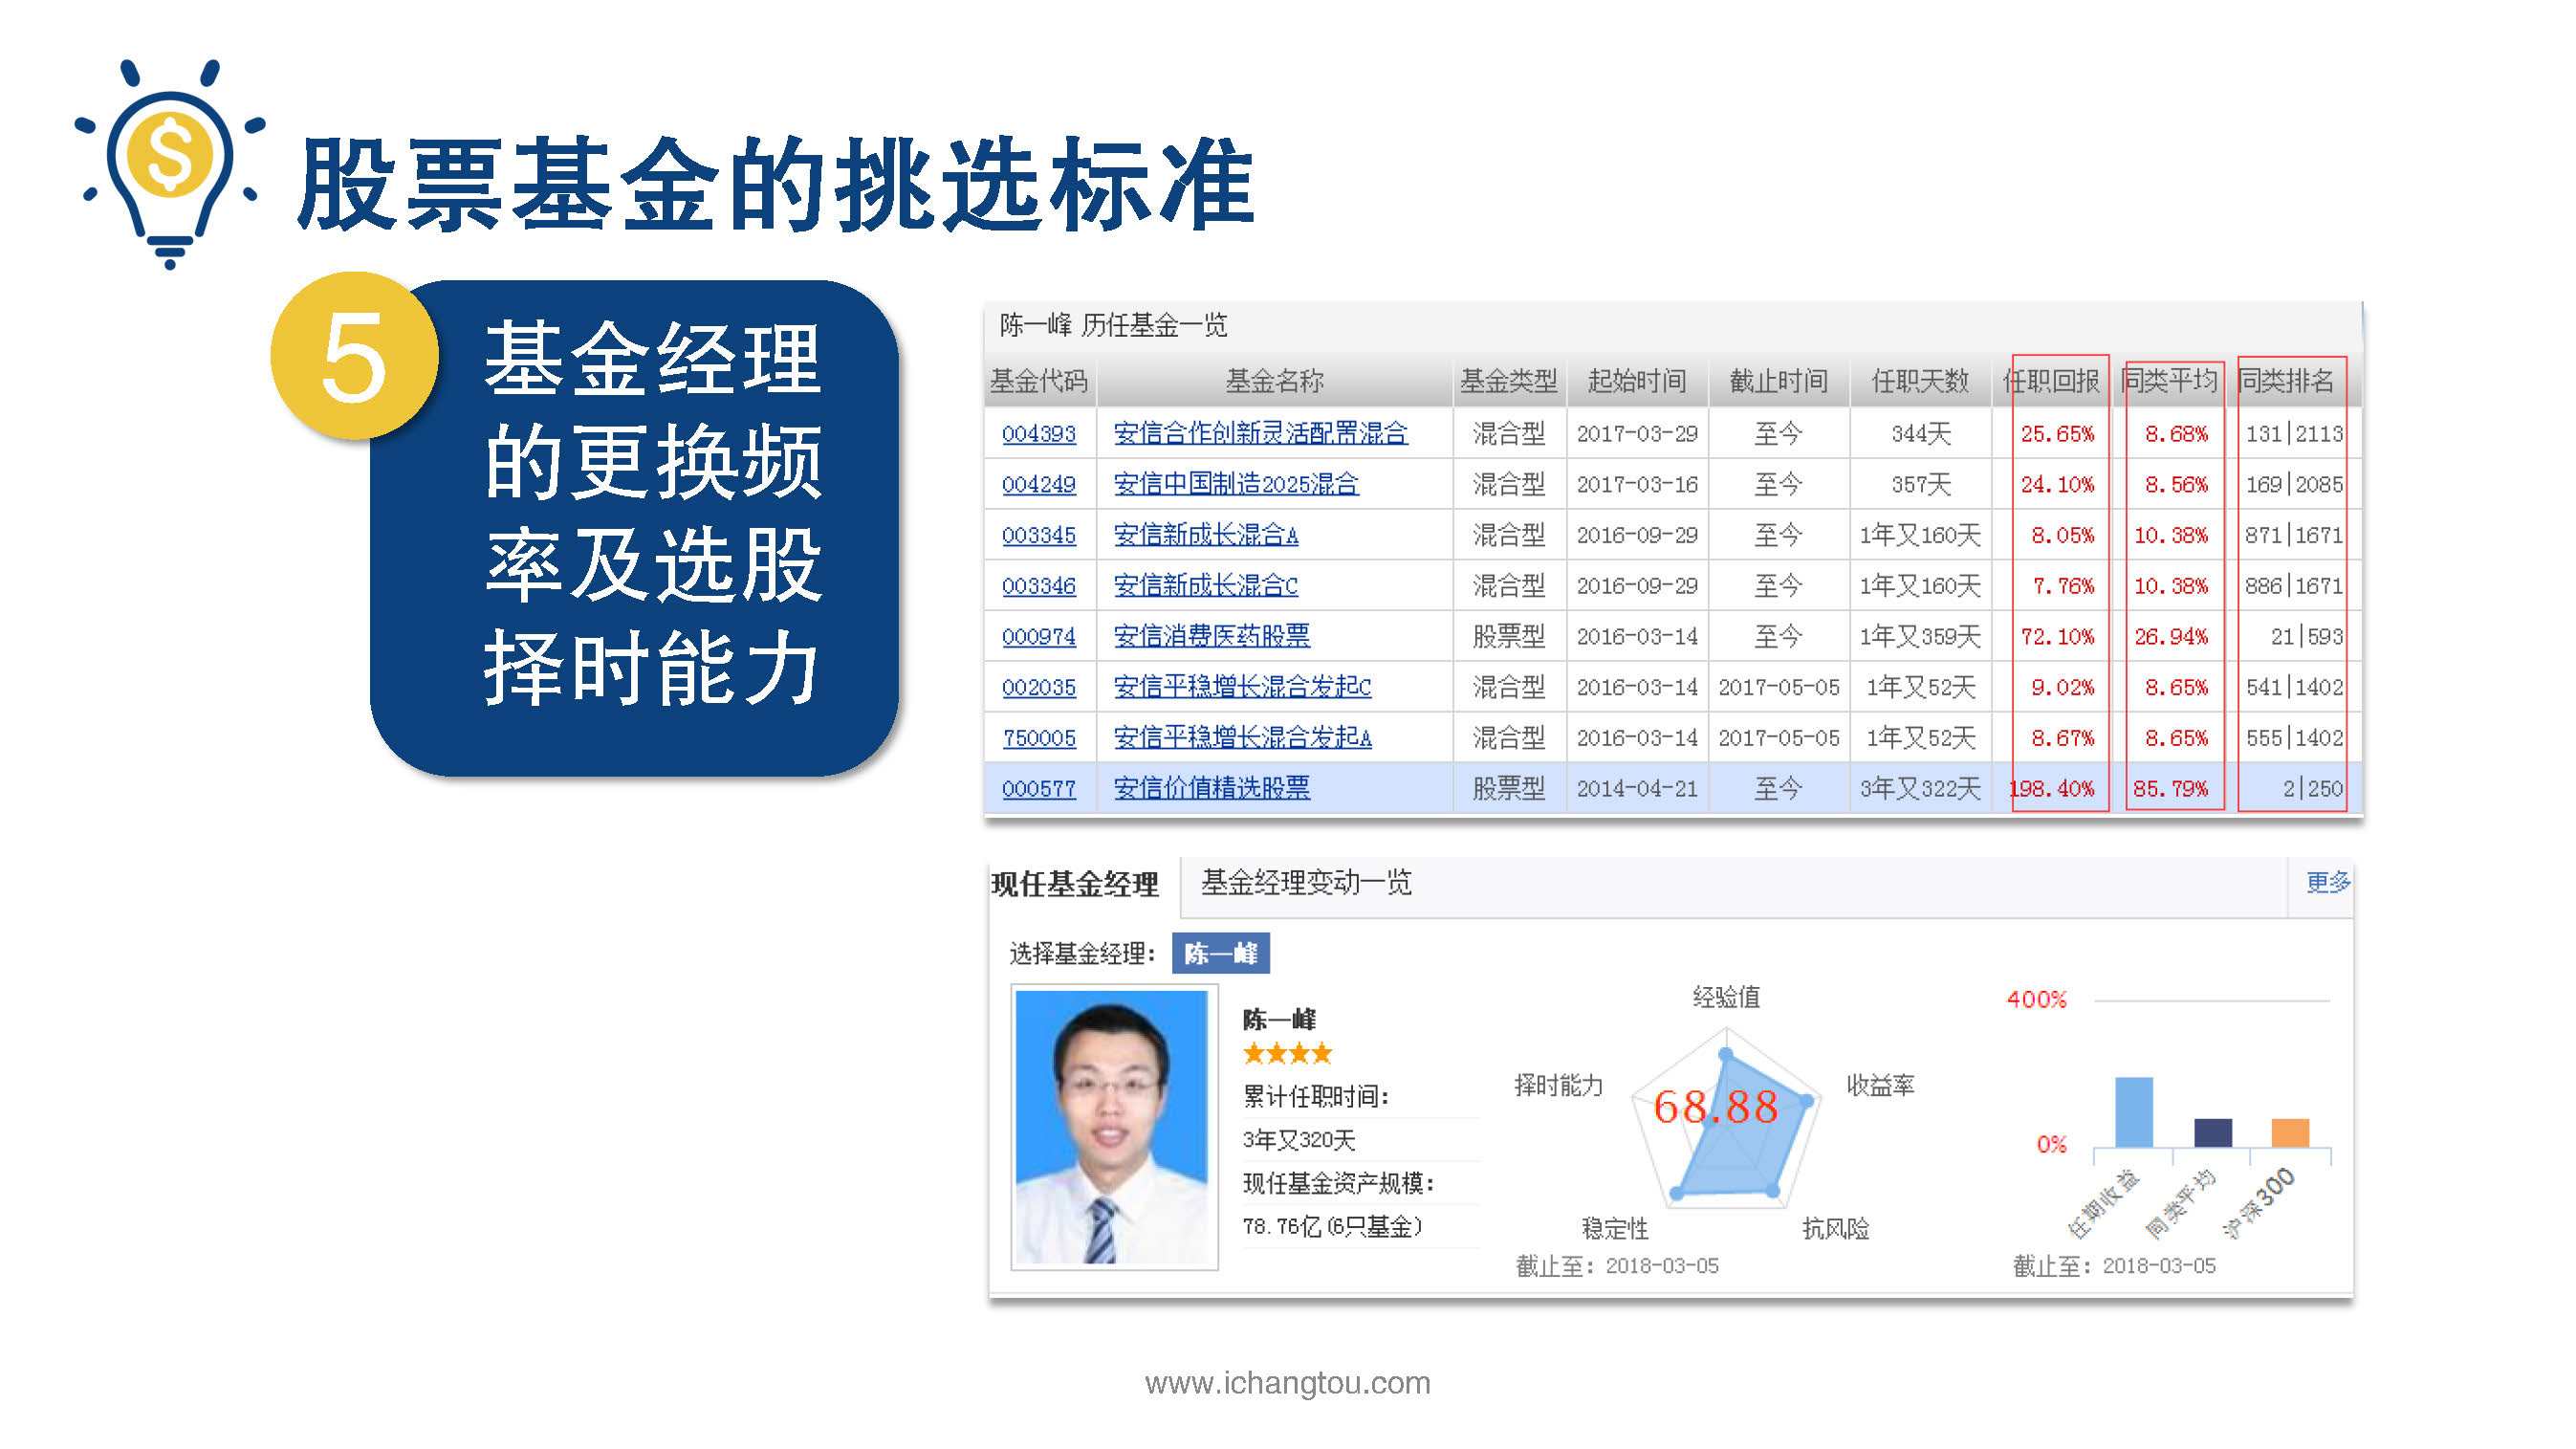 股票基金的挑选标准
5
基金经理
的更换频
率及选股
择时能力
陈一峰 历任基金一览
基金代码 基金名称 基金类型 起始时间 截止时间 任职天数 任职回报 同类平均 同类排名
004393 安信合作创新灵活配置混合 混合型 2017-03-29 至今 344天 25.65% 8.68% 131|2113
004249 安信中国制造2025混合 混合型 2017-03-16 至今 357天 24.10% 8.56% 169|2085
003345 安信新成长混合A 混合型 2016-09-29 至今 1年又160天 8.05% 10.38% 871|1671
003346 安信新成长混合C 混合型 2016-09-29 至今 1年又160天 7.76% 10.38% 886|1671
000974 安信消费医药股票 股票型 2016-03-14 至今 1年又359天 72.10% 26.94% 21|593
002035 安信平稳增长混合发起C 混合型 2016-03-14 2017-05-05 1年又52天 9.02% 8.65% 541|1402
750005 安信平稳增长混合发起A 混合型 2016-03-14 2017-05-05 1年又52天 8.67% 8.65% 555|1402
000577 安信价值精选股票 股票型 2014-04-21 至今 3年又322天 198.40% 85.79% 2|250
现任基金经理 基金经理变动一览 更多
选择基金经理： 陈一峰
陈一峰
累计任职时间：
3年又320天
现任基金资产规模：
78.76亿(6只基金)
经验值
择时能力 收益率
68.88
稳定性 抗风险
截止至：2018-03-05
400%
0%
任期收益 同类平均 沪深300
截止至：2018-03-05
www.ichangtou.com